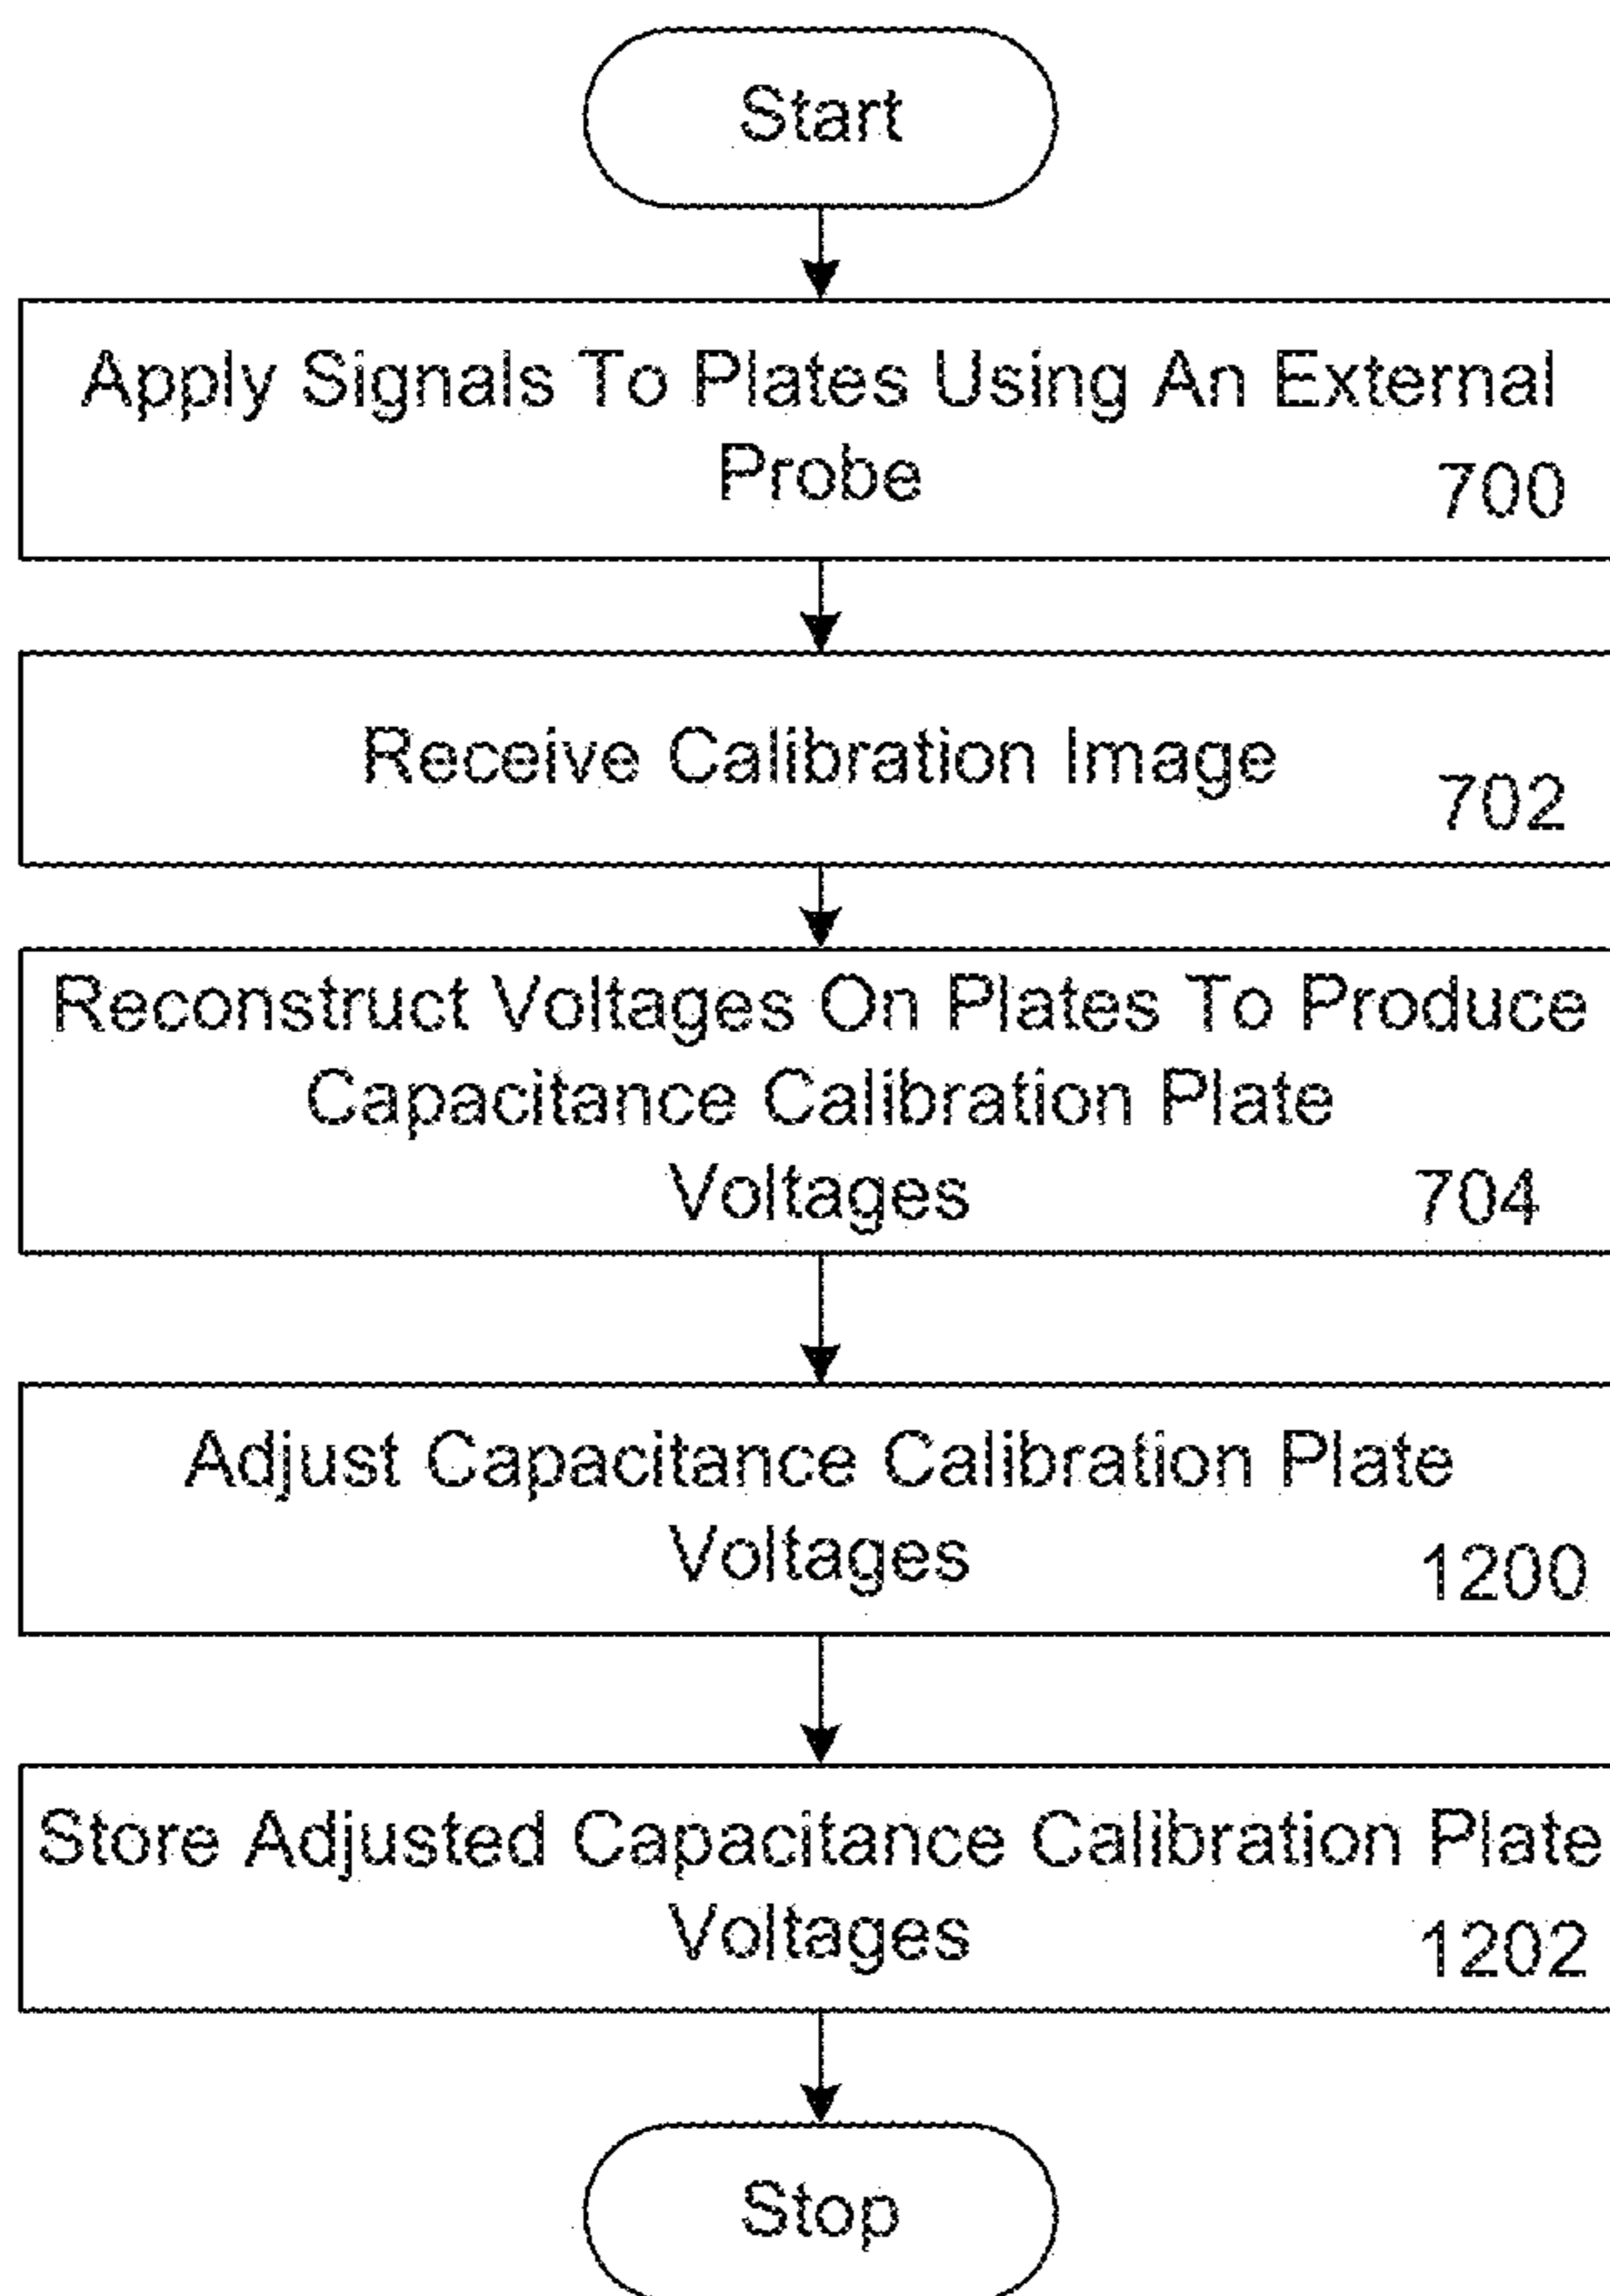 Start
Apply Signals To Plates Using An External
Probe
700
Receive Calibration Image
702
Reconstruct Voltages On Plates To Produce
Capacitance Calibration Plate
Voltages
704
Adjust Capacitance Calibration Plate
Voltages
1200
Store Adjusted Capacitance Calibration Plate
Voltages
1202
Stop